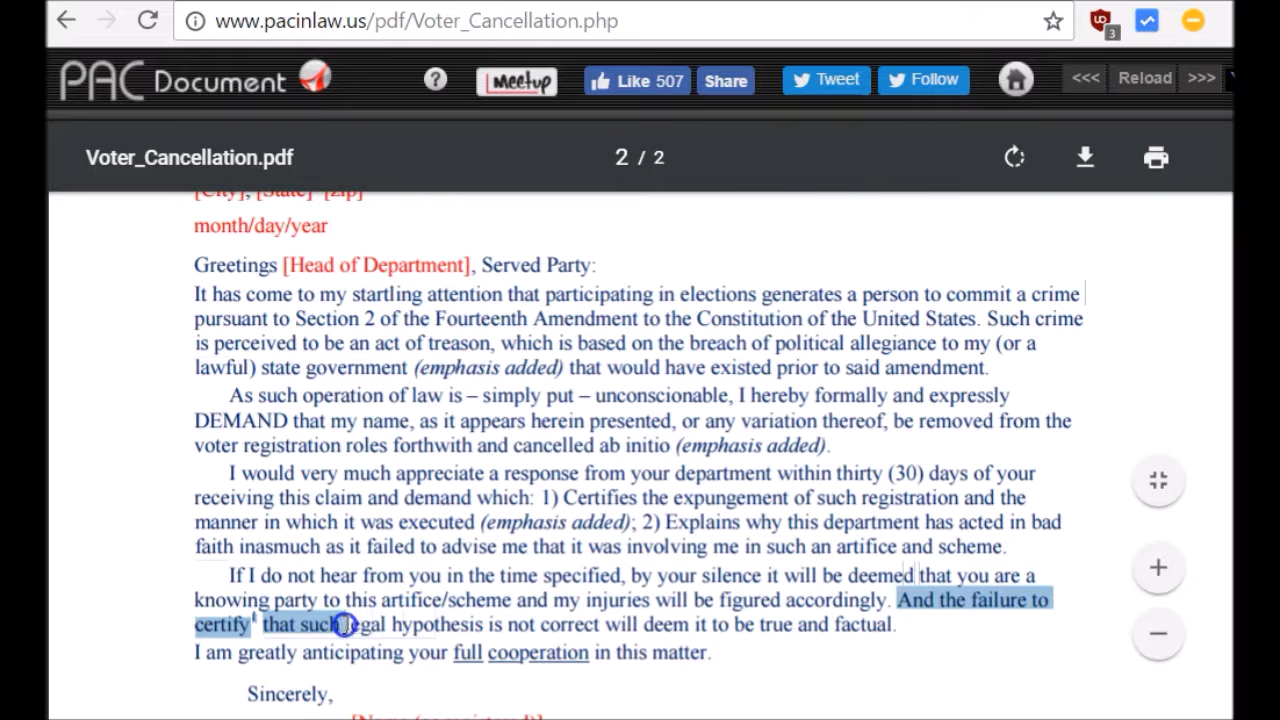 www.pacinlaw.us/pdf/Voter_Cancellation.php
3
PAC Document
?
Meetup
Like 507
Share
Tweet
Follow
<<<
Reload
>>>
Voter_Cancellation.pdf
2 / 2
[City], [State] [zip]
month/day/year
Greetings [Head of Department], Served Party:
It has come to my startling attention that participating in elections generates a person to commit a crime
pursuant to Section 2 of the Fourteenth Amendment to the Constitution of the United States. Such crime
is perceived to be an act of treason, which is based on the breach of political allegiance to my (or a
lawful) state government (emphasis added) that would have existed prior to said amendment.
As such operation of law is – simply put – unconscionable, I hereby formally and expressly
DEMAND that my name, as it appears herein presented, or any variation thereof, be removed from the
voter registration roles forthwith and cancelled ab initio (emphasis added).
I would very much appreciate a response from your department within thirty (30) days of your
receiving this claim and demand which: 1) Certifies the expungement of such registration and the
manner in which it was executed (emphasis added); 2) Explains why this department has acted in bad
faith inasmuch as it failed to advise me that it was involving me in such an artifice and scheme.
If I do not hear from you in the time specified, by your silence it will be deemed that you are a
knowing party to this artifice/scheme and my injuries will be figured accordingly. And the failure to
certify that such legal hypothesis is not correct will deem it to be true and factual.
I am greatly anticipating your full cooperation in this matter.
Sincerely,